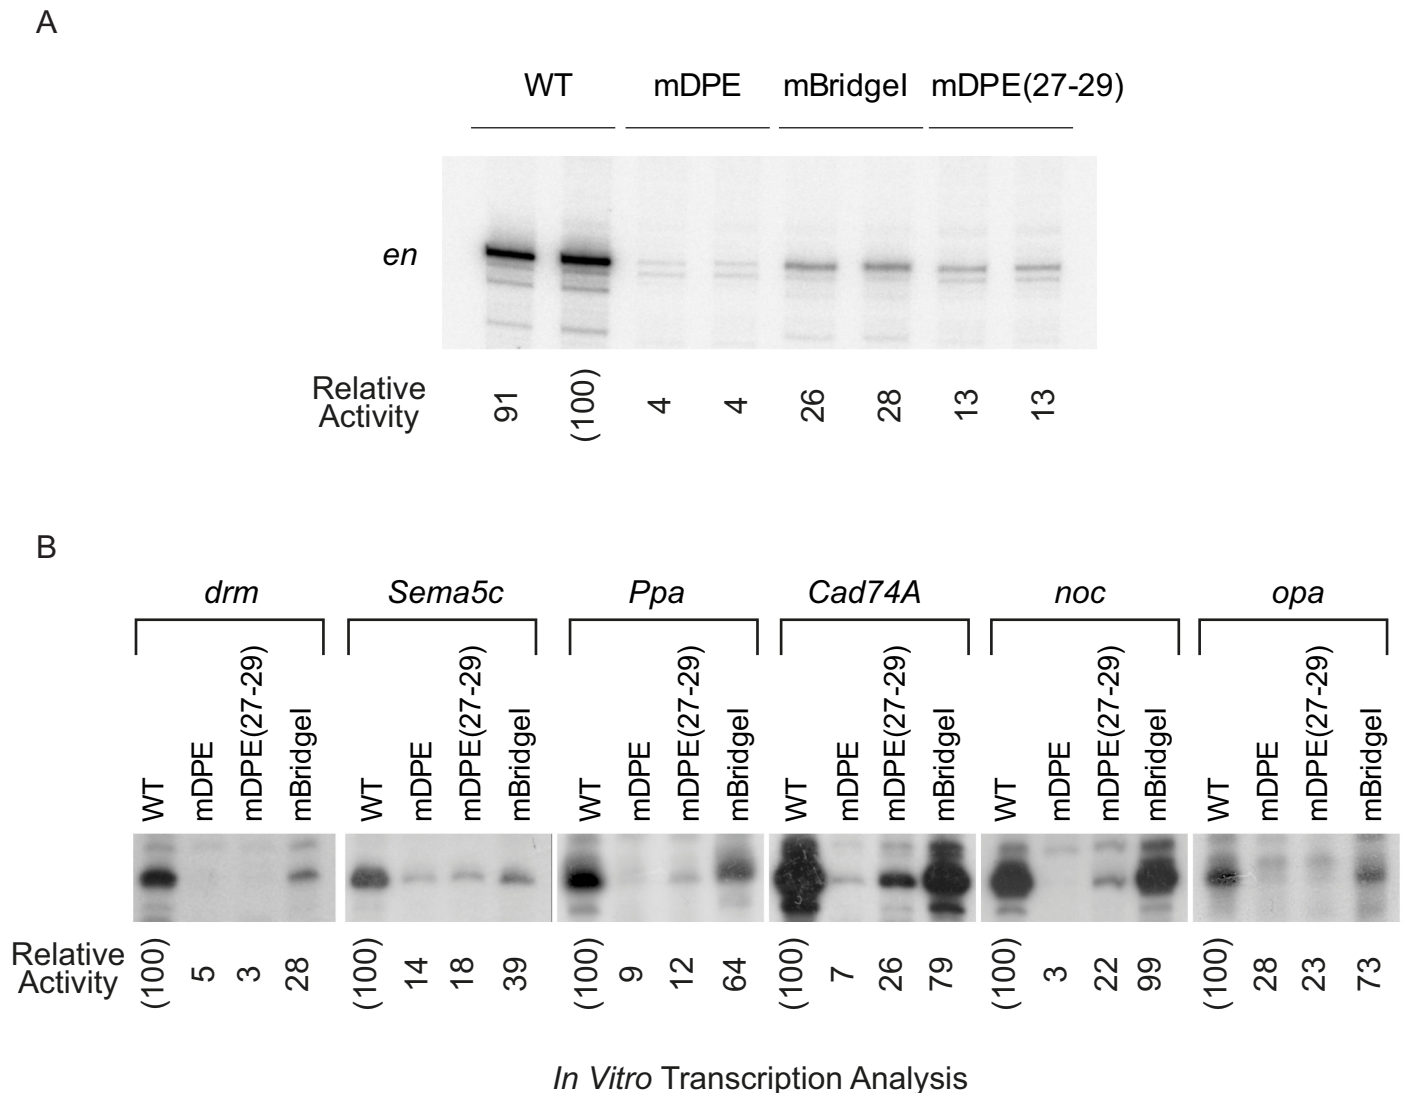 A
WT mDPE mBridgeI mDPE(27-29)
en
Relative Activity
91 (100) 4 4 26 28 13 13
B
drm Sema5c Ppa Cad74A noc opa
WT mDPE mDPE(27-29) mBridgeI WT mDPE mDPE(27-29) mBridgeI WT mDPE mDPE(27-29) mBridgeI WT mDPE mDPE(27-29) mBridgeI WT mDPE mDPE(27-29) mBridgeI WT mDPE mDPE(27-29) mBridgeI
Relative Activity
(100) 5 3 28 (100) 14 18 39 (100) 9 12 64 (100) 7 26 79 (100) 3 22 99 (100) 28 23 73
In Vitro Transcription Analysis